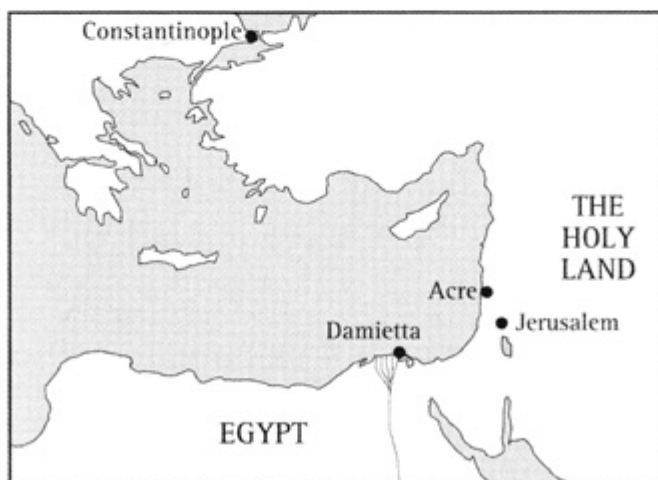 Constantinople
THE
HOLY
LAND
Acre
Jerusalem
Damietta
EGYPT